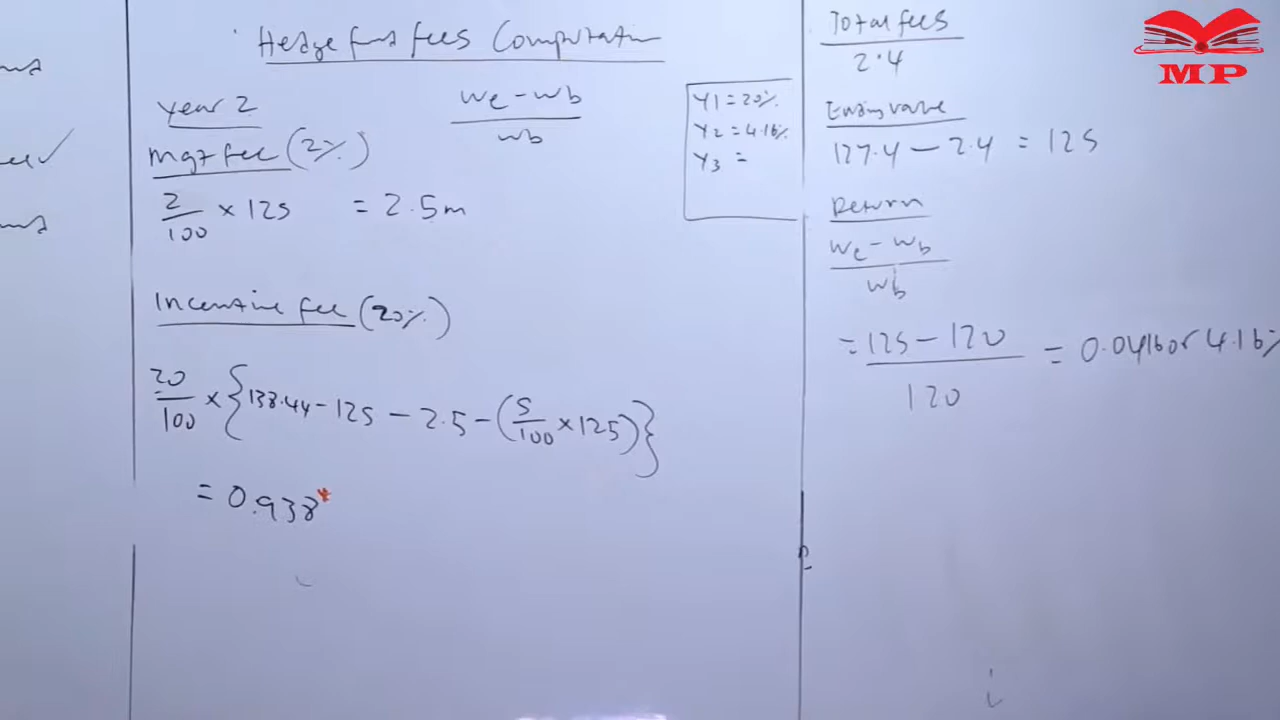 Hedge fund fees Computation
Year 2
Mgt fee (2%)
2/100 × 125 = 2.5m
We - Wb
Wb
Y1 = 20%
Y2 = 4.16%
Y3 =
Incentive fee (20%)
20/100 × {138.44 - 125 - 2.5 - (5/100 × 125)}
= 0.938*
Total fees
2.4
Ending value
127.4 - 2.4 = 125
Return
We - Wb
Wb
= 125 - 120 = 0.0416 or 4.16%
120
MP